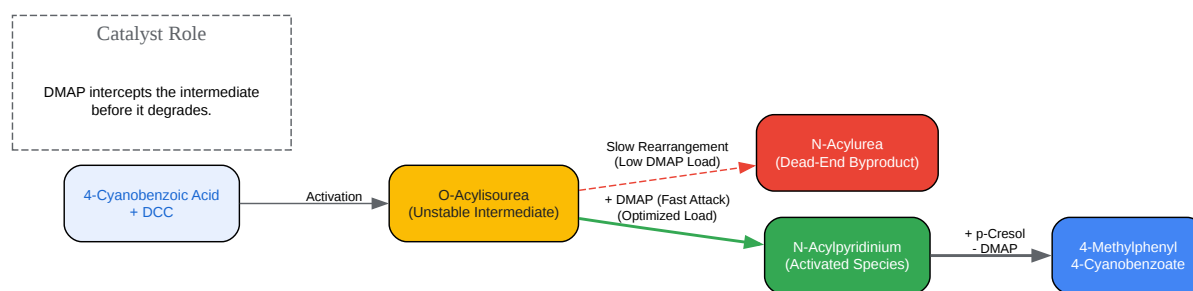 Catalyst Role
DMAP intercepts the intermediate
before it degrades.
4-Cyanobenzoic Acid
+ DCC
Activation
O-Acylisourea
(Unstable Intermediate)
Slow Rearrangement
(Low DMAP Load)
+ DMAP (Fast Attack)
(Optimized Load)
N-Acylurea
(Dead-End Byproduct)
N-Acylpyridinium
(Activated Species)
+ p-Cresol
- DMAP
4-Methylphenyl
4-Cyanobenzoate